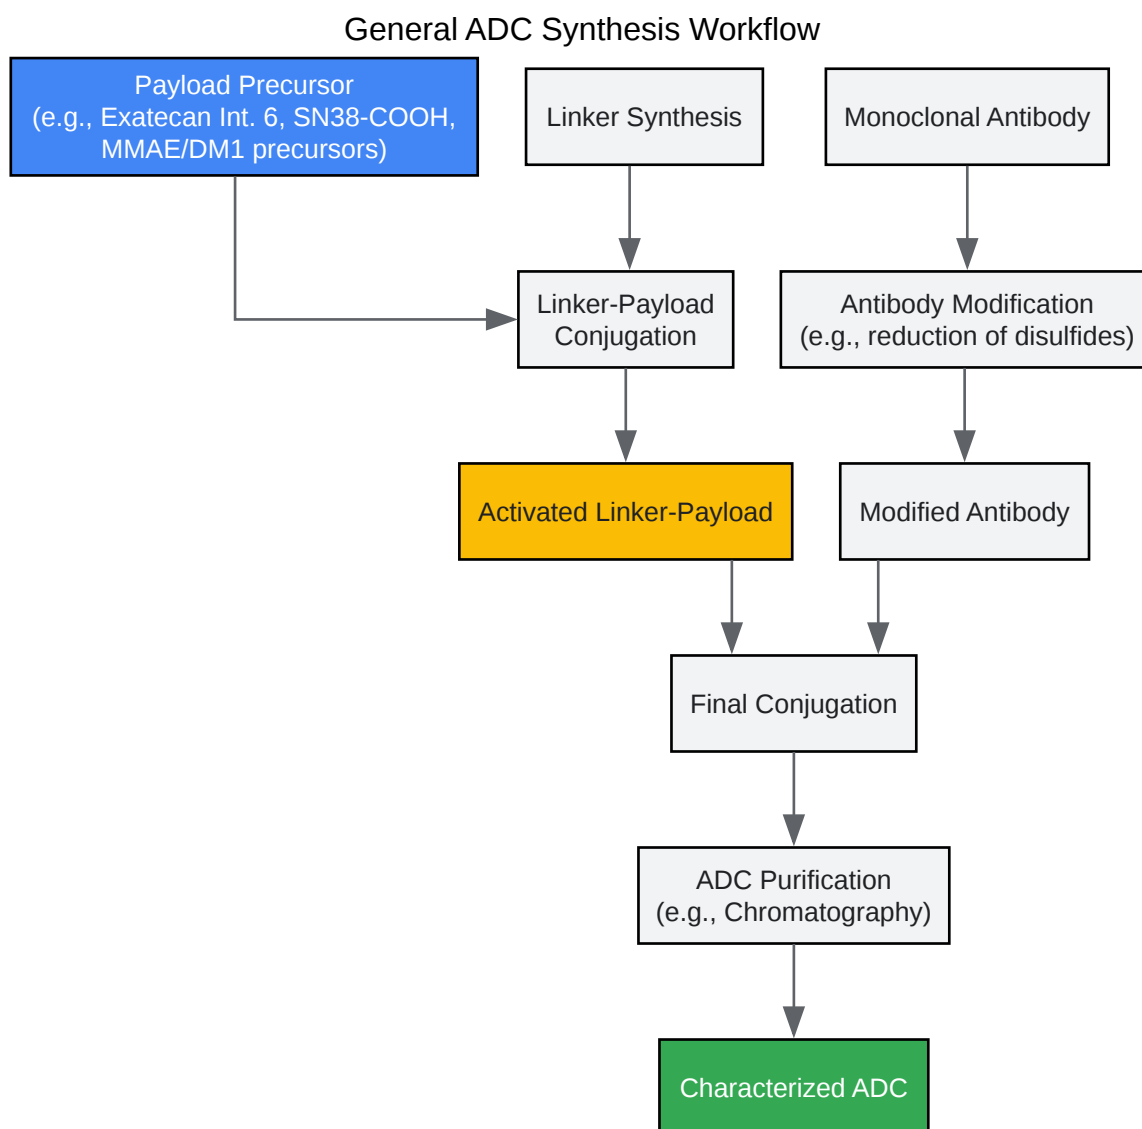 General ADC Synthesis Workflow
Payload Precursor
(e.g., Exatecan Int. 6, SN38-COOH,
MMAE/DM1 precursors)
Linker Synthesis
Monoclonal Antibody
Linker-Payload
Conjugation
Antibody Modification
(e.g., reduction of disulfides)
Activated Linker-Payload
Modified Antibody
Final Conjugation
ADC Purification
(e.g., Chromatography)
Characterized ADC